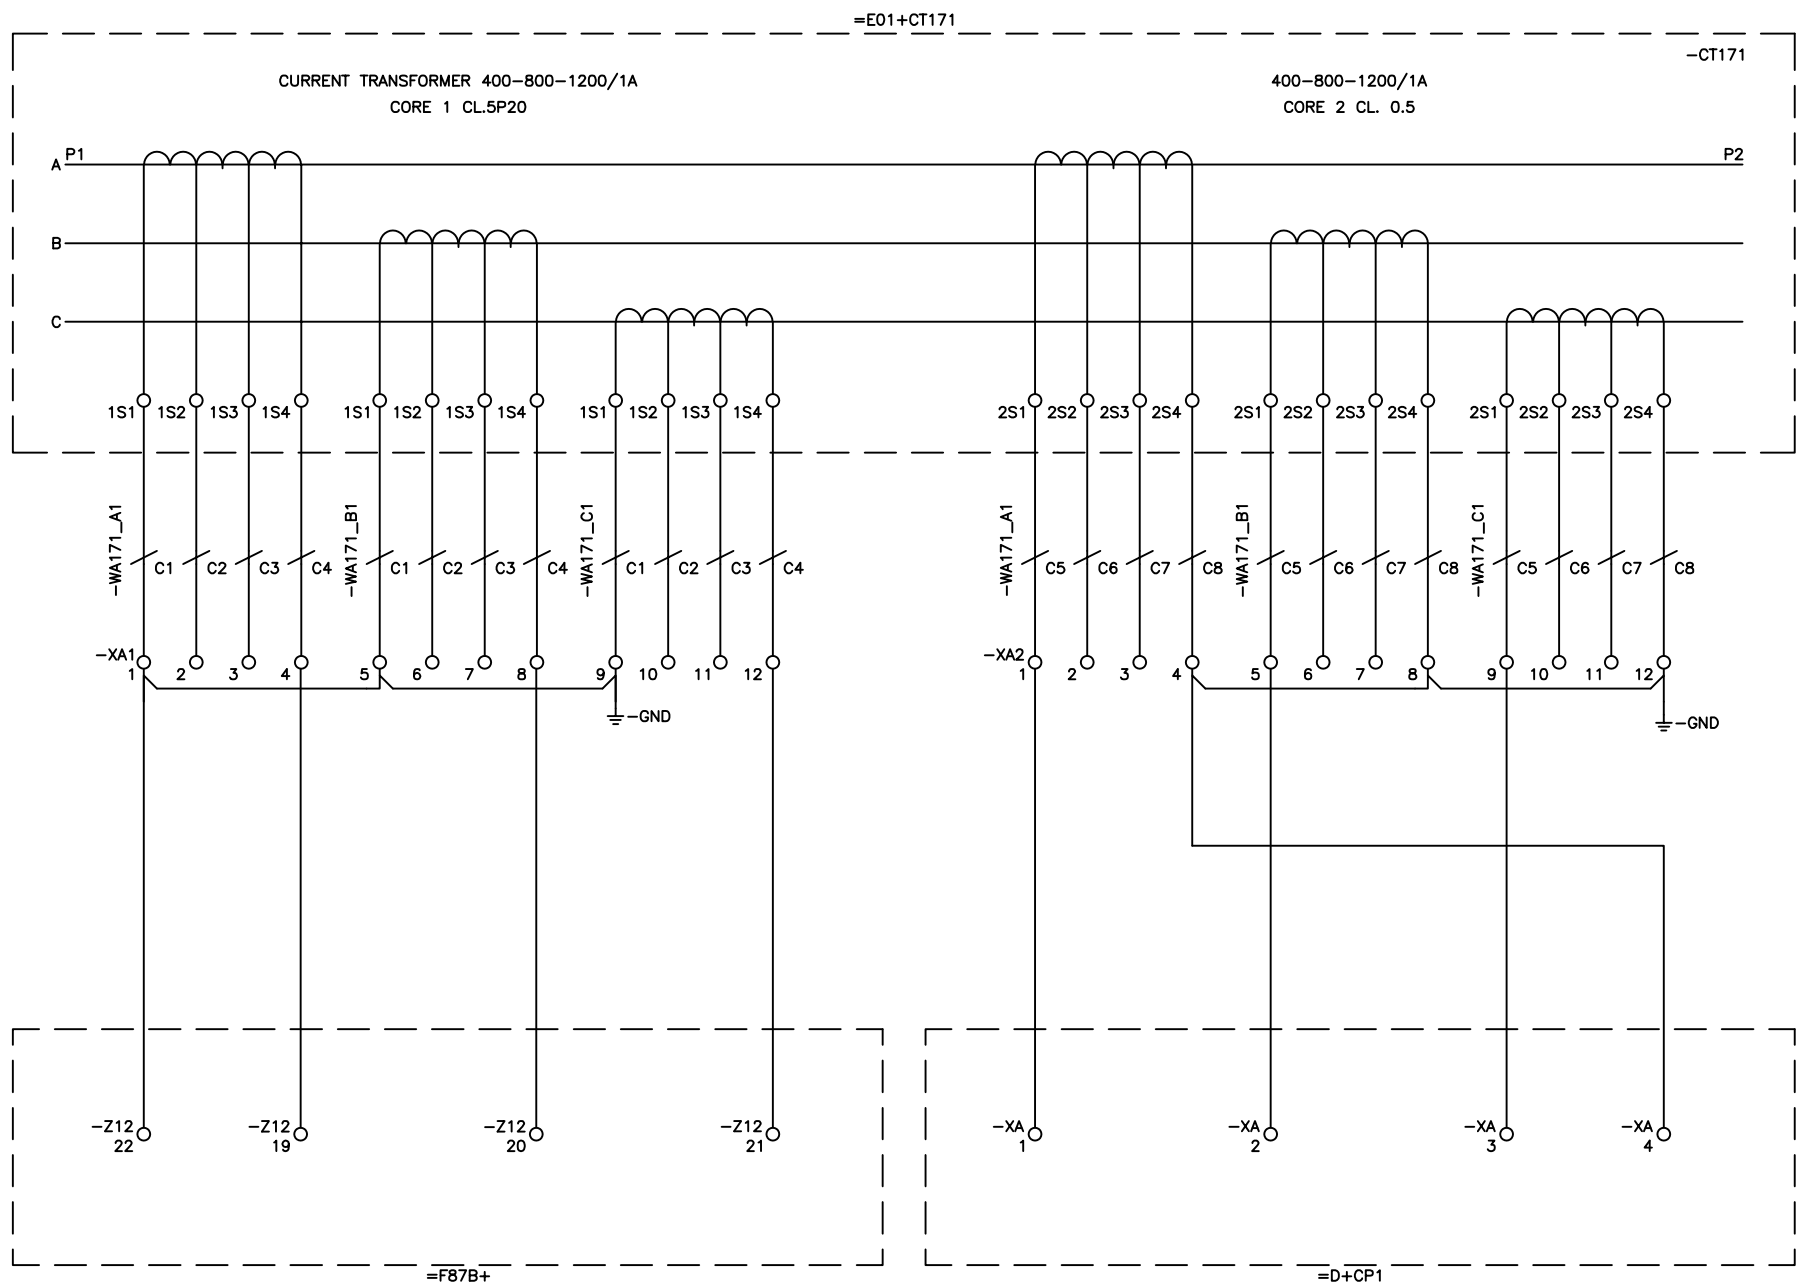 =E01+CT171
-CT171
CURRENT TRANSFORMER 400-800-1200/1A
CORE 1 CL.5P20
400-800-1200/1A
CORE 2 CL. 0.5
A P1 P2
B
C
1S1 1S2 1S3 1S4 1S1 1S2 1S3 1S4 1S1 1S2 1S3 1S4 2S1 2S2 2S3 2S4 2S1 2S2 2S3 2S4 2S1 2S2 2S3 2S4
-WA171_A1 C1 C2 C3 C4 -WA171_B1 C1 C2 C3 C4 -WA171_C1 C1 C2 C3 C4 -WA171_A1 C5 C6 C7 C8 -WA171_B1 C5 C6 C7 C8 -WA171_C1 C5 C6 C7 C8
-XA1 -XA2
1 2 3 4 5 6 7 8 9 10 11 12 1 2 3 4 5 6 7 8 9 10 11 12
-GND -GND
-Z12 -Z12 -Z12 -Z12 -XA -XA -XA -XA
22 19 20 21 1 2 3 4
=F87B+ =D+CP1